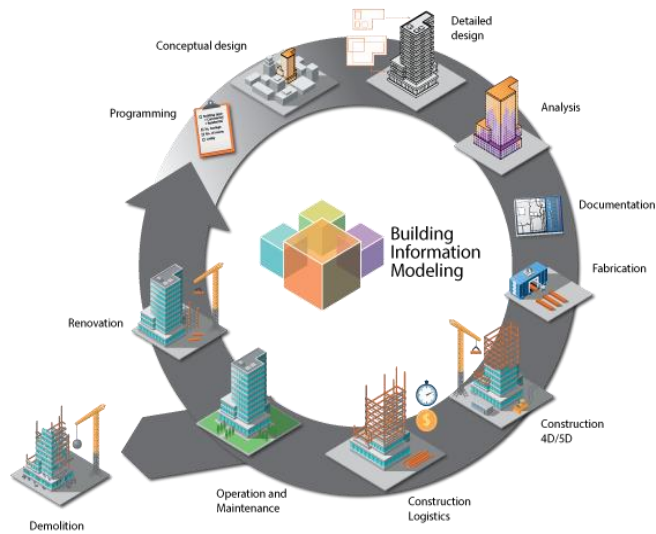 Conceptual design
Detailed
design
Programming
Analysis
Documentation
Building
Information
Modeling
Fabrication
Renovation
Construction
4D/5D
Operation and
Maintenance
Construction
Logistics
Demolition
$